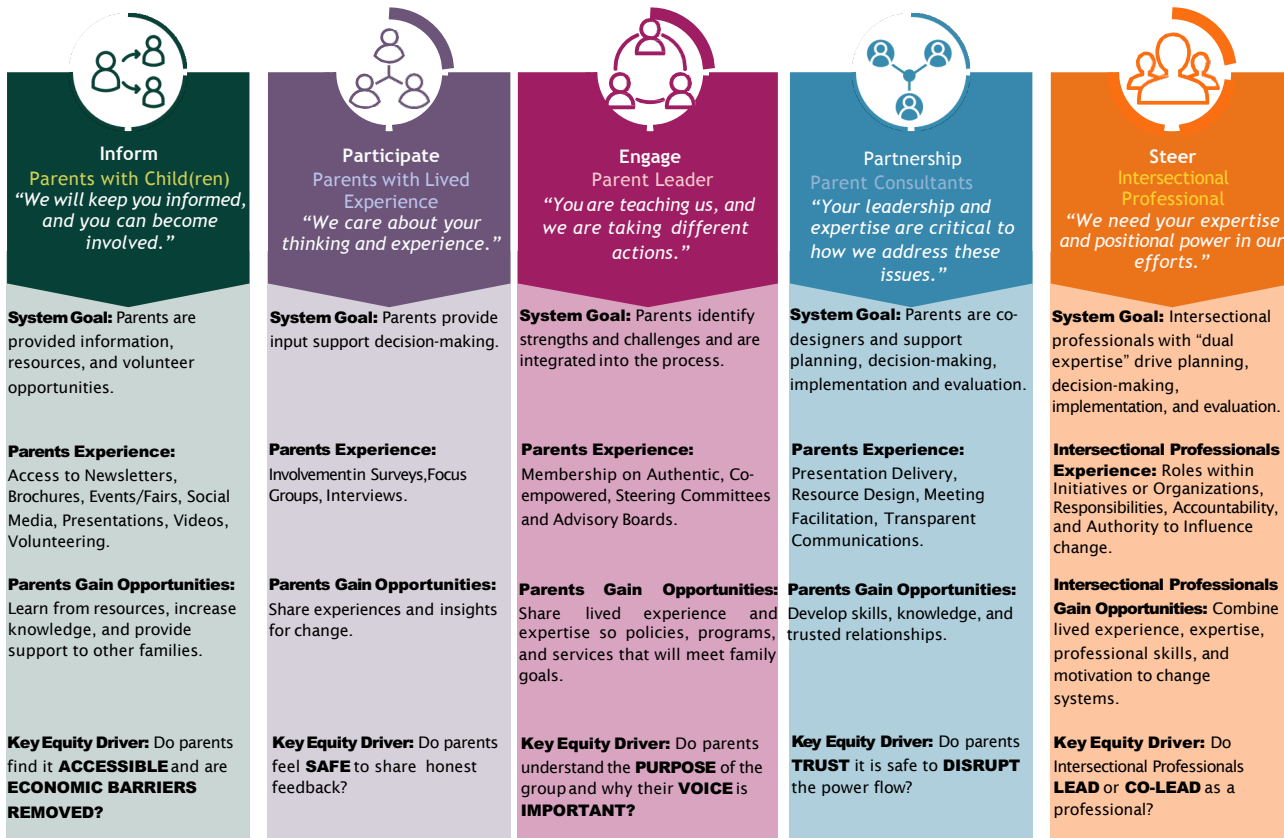 Inform
Parents with Child(ren)
“We will keep you informed,
and you can become
involved.”
System Goal: Parents are
provided information,
resources, and volunteer
opportunities.
Parents Experience:
Access to Newsletters,
Brochures, Events/Fairs, Social
Media, Presentations, Videos,
Volunteering.
Parents Gain Opportunities:
Learn from resources, increase
knowledge, and provide
support to other families.
Key Equity Driver: Do parents
find it ACCESSIBLE and are
ECONOMIC BARRIERS
REMOVED?
Participate
Parents with Lived
Experience
“We care about your
thinking and experience.”
System Goal: Parents provide
input support decision-making.
Parents Experience:
Involvementin Surveys,Focus
Groups, Interviews.
Parents Gain Opportunities:
Share experiences and insights
for change.
Key Equity Driver: Do parents
feel SAFE to share honest
feedback?
Engage
Parent Leader
“You are teaching us, and
we are taking different
actions.”
System Goal: Parents identify
strengths and challenges and are
integrated into the process.
Parents Experience:
Membership on Authentic, Co-
empowered, Steering Committees
and Advisory Boards.
Parents Gain Opportunities:
Share lived experience and
expertise so policies, programs,
and services that will meet family
goals.
Key Equity Driver: Do parents
understand the PURPOSE of the
group and why their VOICE is
IMPORTANT?
Partnership
Parent Consultants
“Your leadership and
expertise are critical to
how we address these
issues.”
System Goal: Parents are co-
designers and support
planning, decision-making,
implementation and evaluation.
Parents Experience:
Presentation Delivery,
Resource Design, Meeting
Facilitation, Transparent
Communications.
Parents Gain Opportunities:
Develop skills, knowledge, and
trusted relationships.
Key Equity Driver: Do parents
TRUST it is safe to DISRUPT
the power flow?
Steer
Intersectional
Professional
“We need your expertise
and positional power in our
efforts.”
System Goal: Intersectional
professionals with “dual
expertise” drive planning,
decision-making,
implementation, and evaluation.
Intersectional Professionals
Experience: Roles within
Initiatives or Organizations,
Responsibilities, Accountability,
and Authority to Influence
change.
Intersectional Professionals
Gain Opportunities: Combine
lived experience, expertise,
professional skills, and
motivation to change
systems.
Key Equity Driver: Do
Intersectional Professionals
LEAD or CO-LEAD as a
professional?